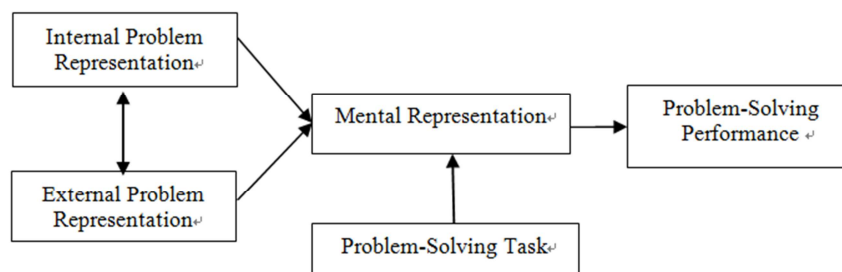 Internal Problem
Representation↵
External Problem
Representation↵
Mental Representation↵
Problem-Solving Task↵
Problem-Solving
Performance ↵